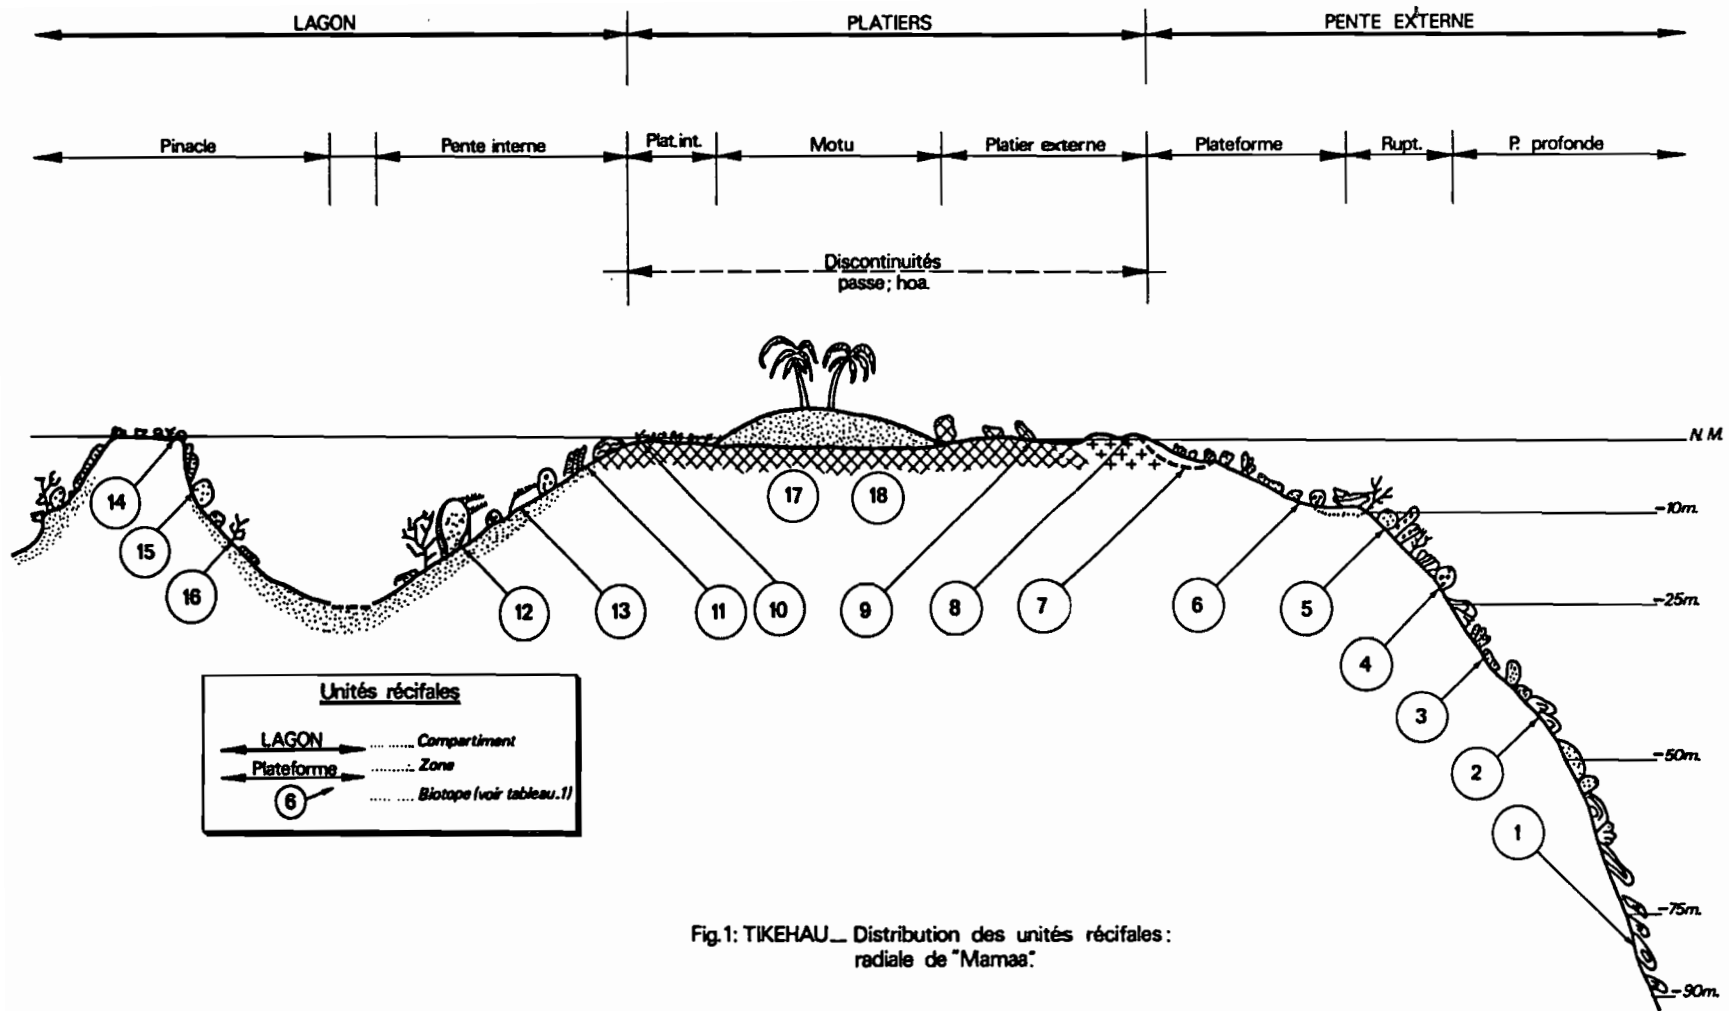 LAGON PLATIERS PENTE EXTERNE
Pinacle Pente interne Plat.int. Motu Platier externe Plateforme Rupt. P. profonde
Discontinuités
passe; hoa.
N.M.
14 17 18 -10m.
15
16 12 13 11 10 9 8 7 6 5 -25m.
4
3
2 -50m.
1
-75m.
-90m.
Unités récifales
LAGON Compartiment
Plateforme Zone
6 Biotope (voir tableau.1)
Fig.1: TIKEHAU_ Distribution des unités récifales:
radiale de "Mamaa".